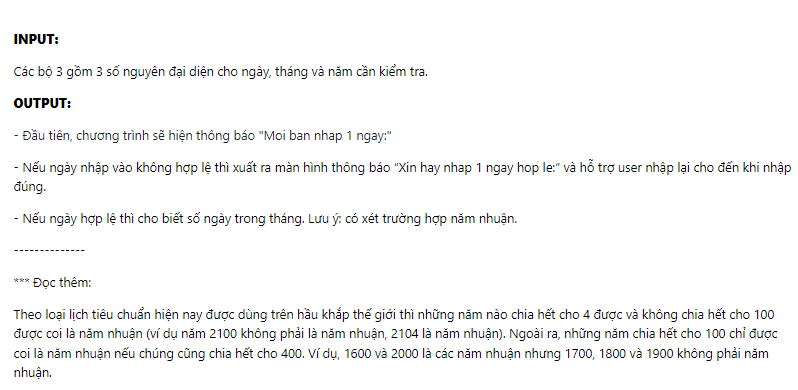 INPUT:
Các bộ 3 gồm 3 số nguyên đại diện cho ngày, tháng và năm cần kiểm tra.
OUTPUT:
- Đầu tiên, chương trình sẽ hiện thông báo "Moi ban nhap 1 ngay:"
- Nếu ngày nhập vào không hợp lệ thì xuất ra màn hình thông báo “Xin hay nhap 1 ngay hop le:” và hỗ trợ user nhập lại cho đến khi nhập
đúng.
- Nếu ngày hợp lệ thì cho biết số ngày trong tháng. Lưu ý: có xét trường hợp năm nhuận.
--------------
*** Đọc thêm:
Theo loại lịch tiêu chuẩn hiện nay được dùng trên hầu khắp thế giới thì những năm nào chia hết cho 4 được và không chia hết cho 100
được coi là năm nhuận (ví dụ năm 2100 không phải là năm nhuận, 2104 là năm nhuận). Ngoài ra, những năm chia hết cho 100 chỉ được
coi là năm nhuận nếu chúng cũng chia hết cho 400. Ví dụ, 1600 và 2000 là các năm nhuận nhưng 1700, 1800 và 1900 không phải năm
nhuận.